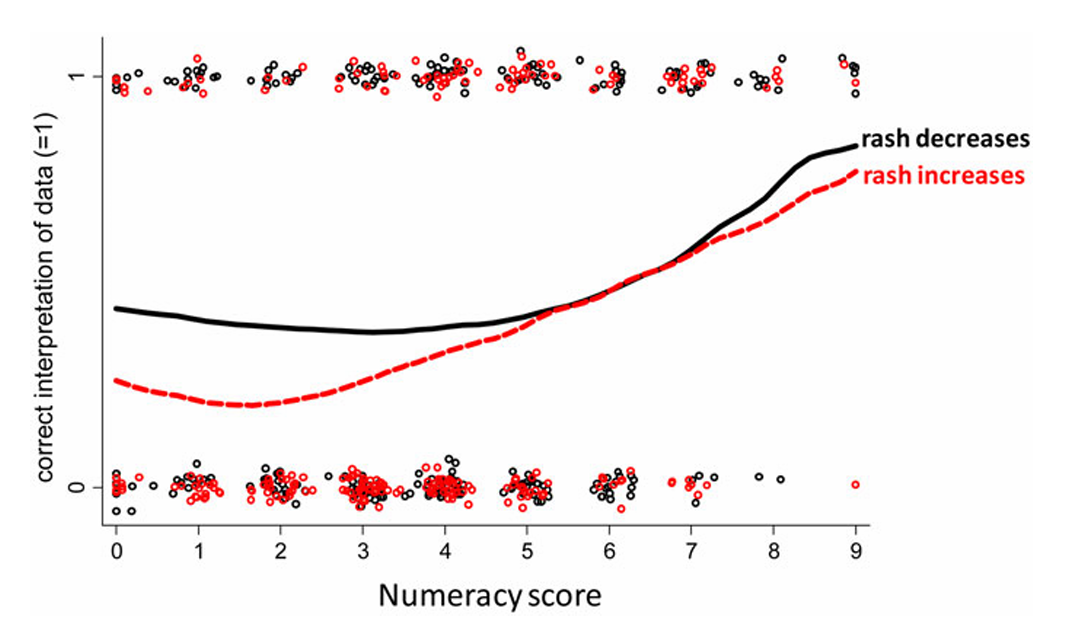 1
rash decreases
rash increases
correct interpretation of data (=1)
0
0 1 2 3 4 5 6 7 8 9
Numeracy score